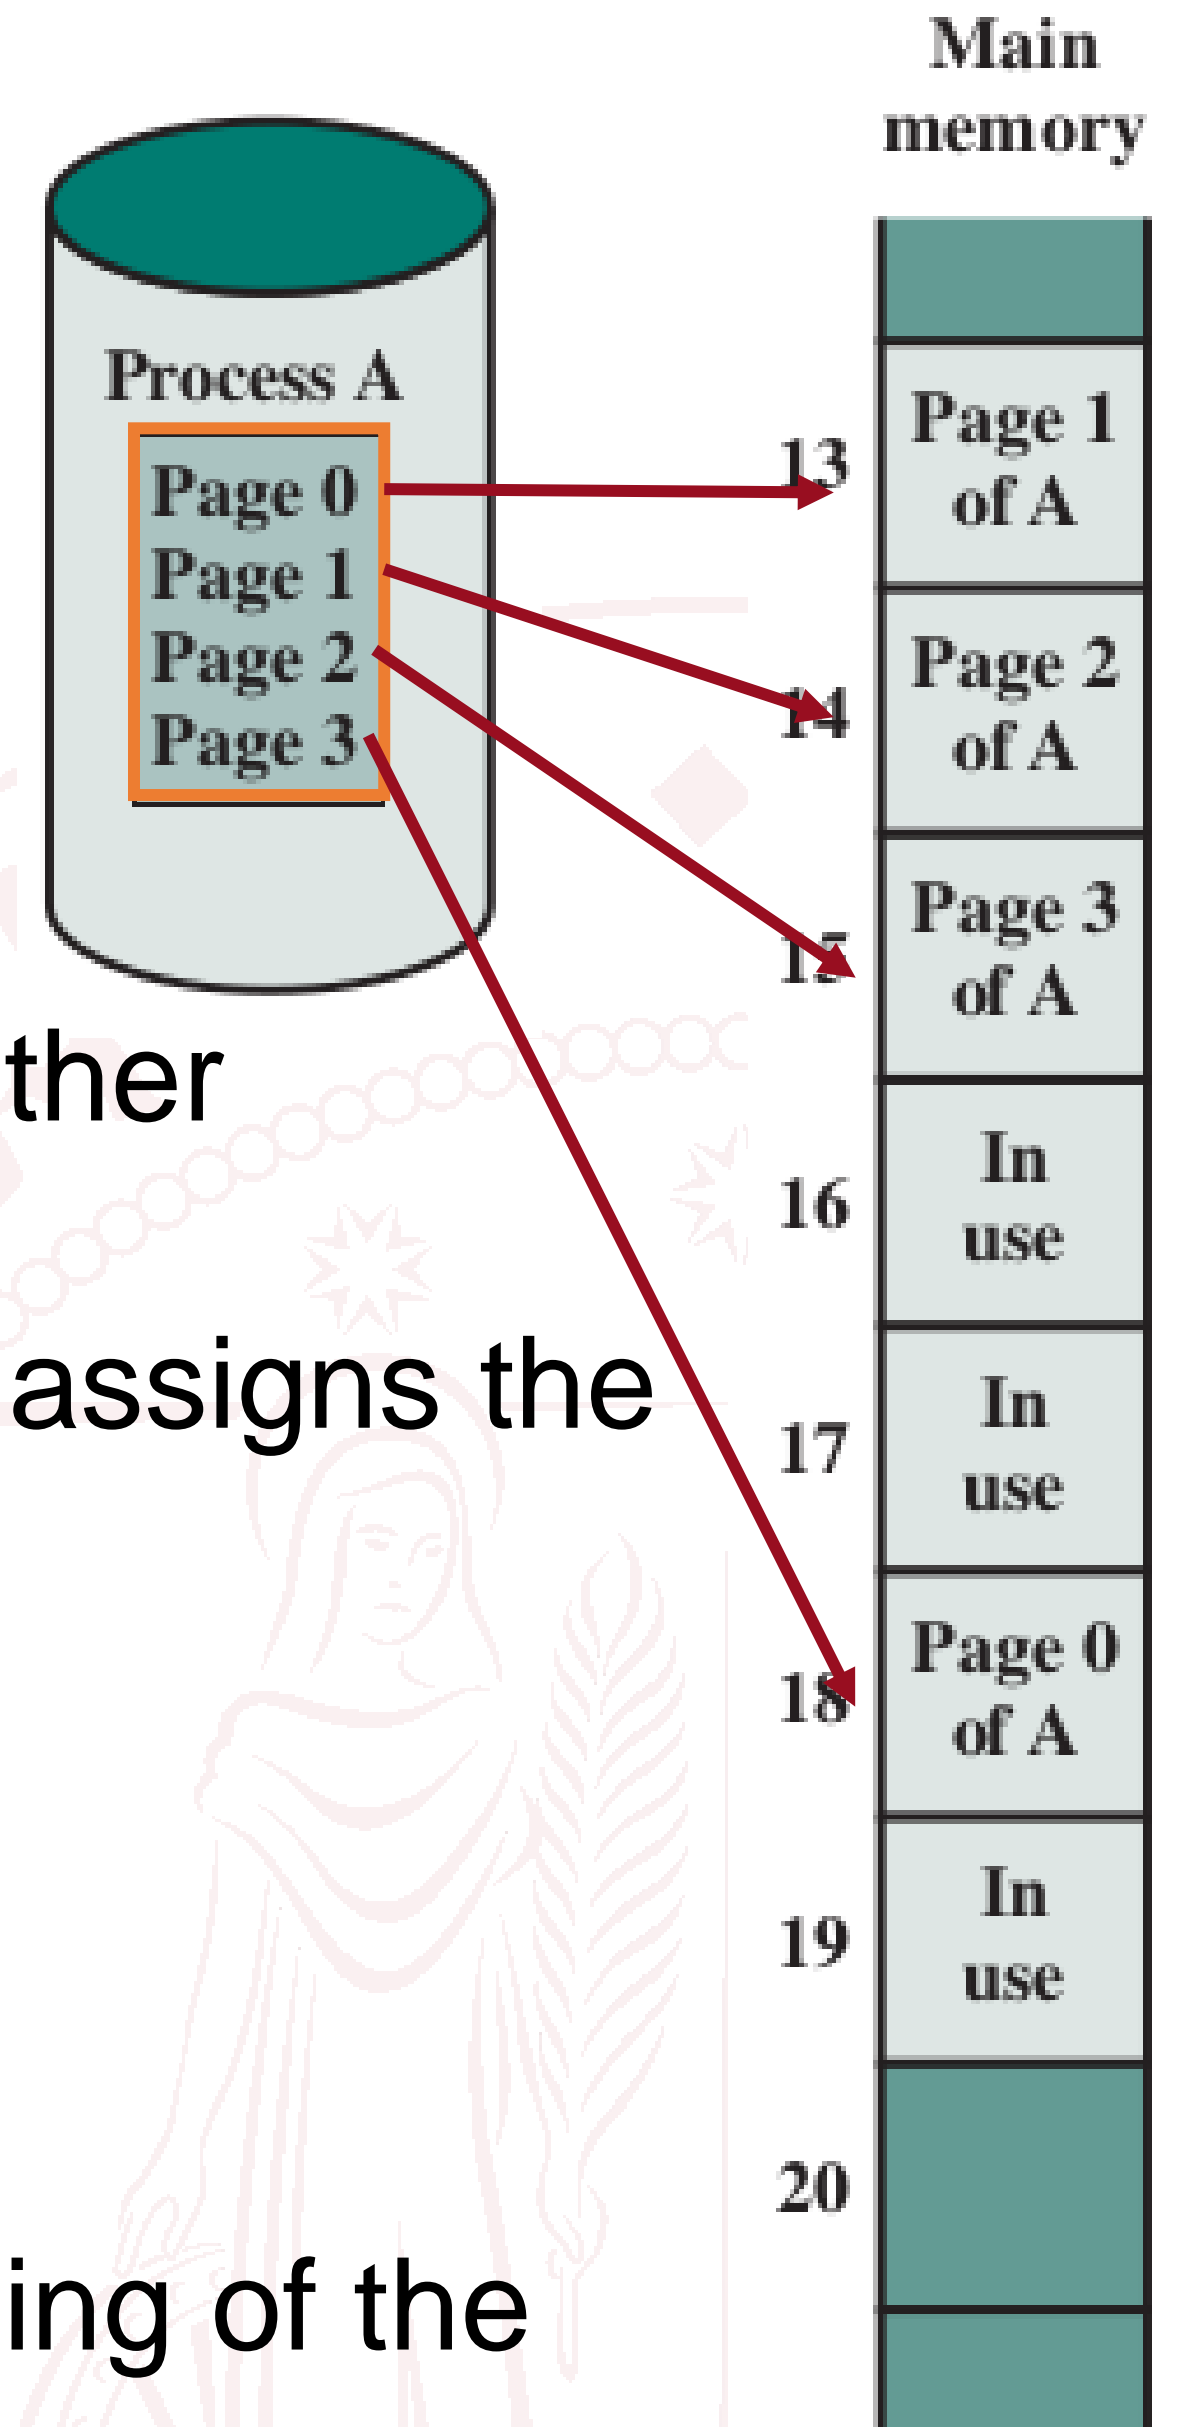 Main
memory
Process A
Page 0
Page 1
Page 2
Page 3
13
Page 1
of A
14
Page 2
of A
15
Page 3
of A
ther
16
In
use
assigns the
17
In
use
18
Page 0
of A
19
In
use
20
ing of the